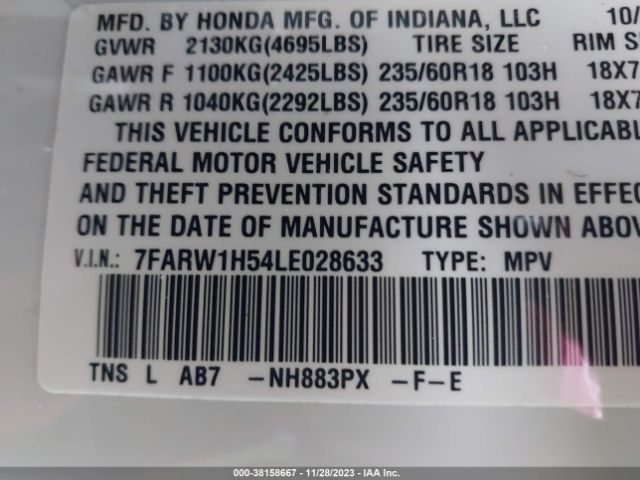 MFD. BY HONDA MFG. OF INDIANA, LLC 10/
GVWR 2130KG(4695LBS) TIRE SIZE RIM
GAWR F 1100KG(2425LBS) 235/60R18 103H 18X7
GAWR R 1040KG(2292LBS) 235/60R18 103H 18X7
THIS VEHICLE CONFORMS TO ALL APPLICABL
FEDERAL MOTOR VEHICLE SAFETY
AND THEFT PREVENTION STANDARDS IN EFFEC
ON THE DATE OF MANUFACTURE SHOWN ABOV
V.I.N.: 7FARW1H54LE028633 TYPE: MPV
TNS L AB7 -NH883PX -F-E
000-38158667 - 11/28/2023 - IAA Inc.